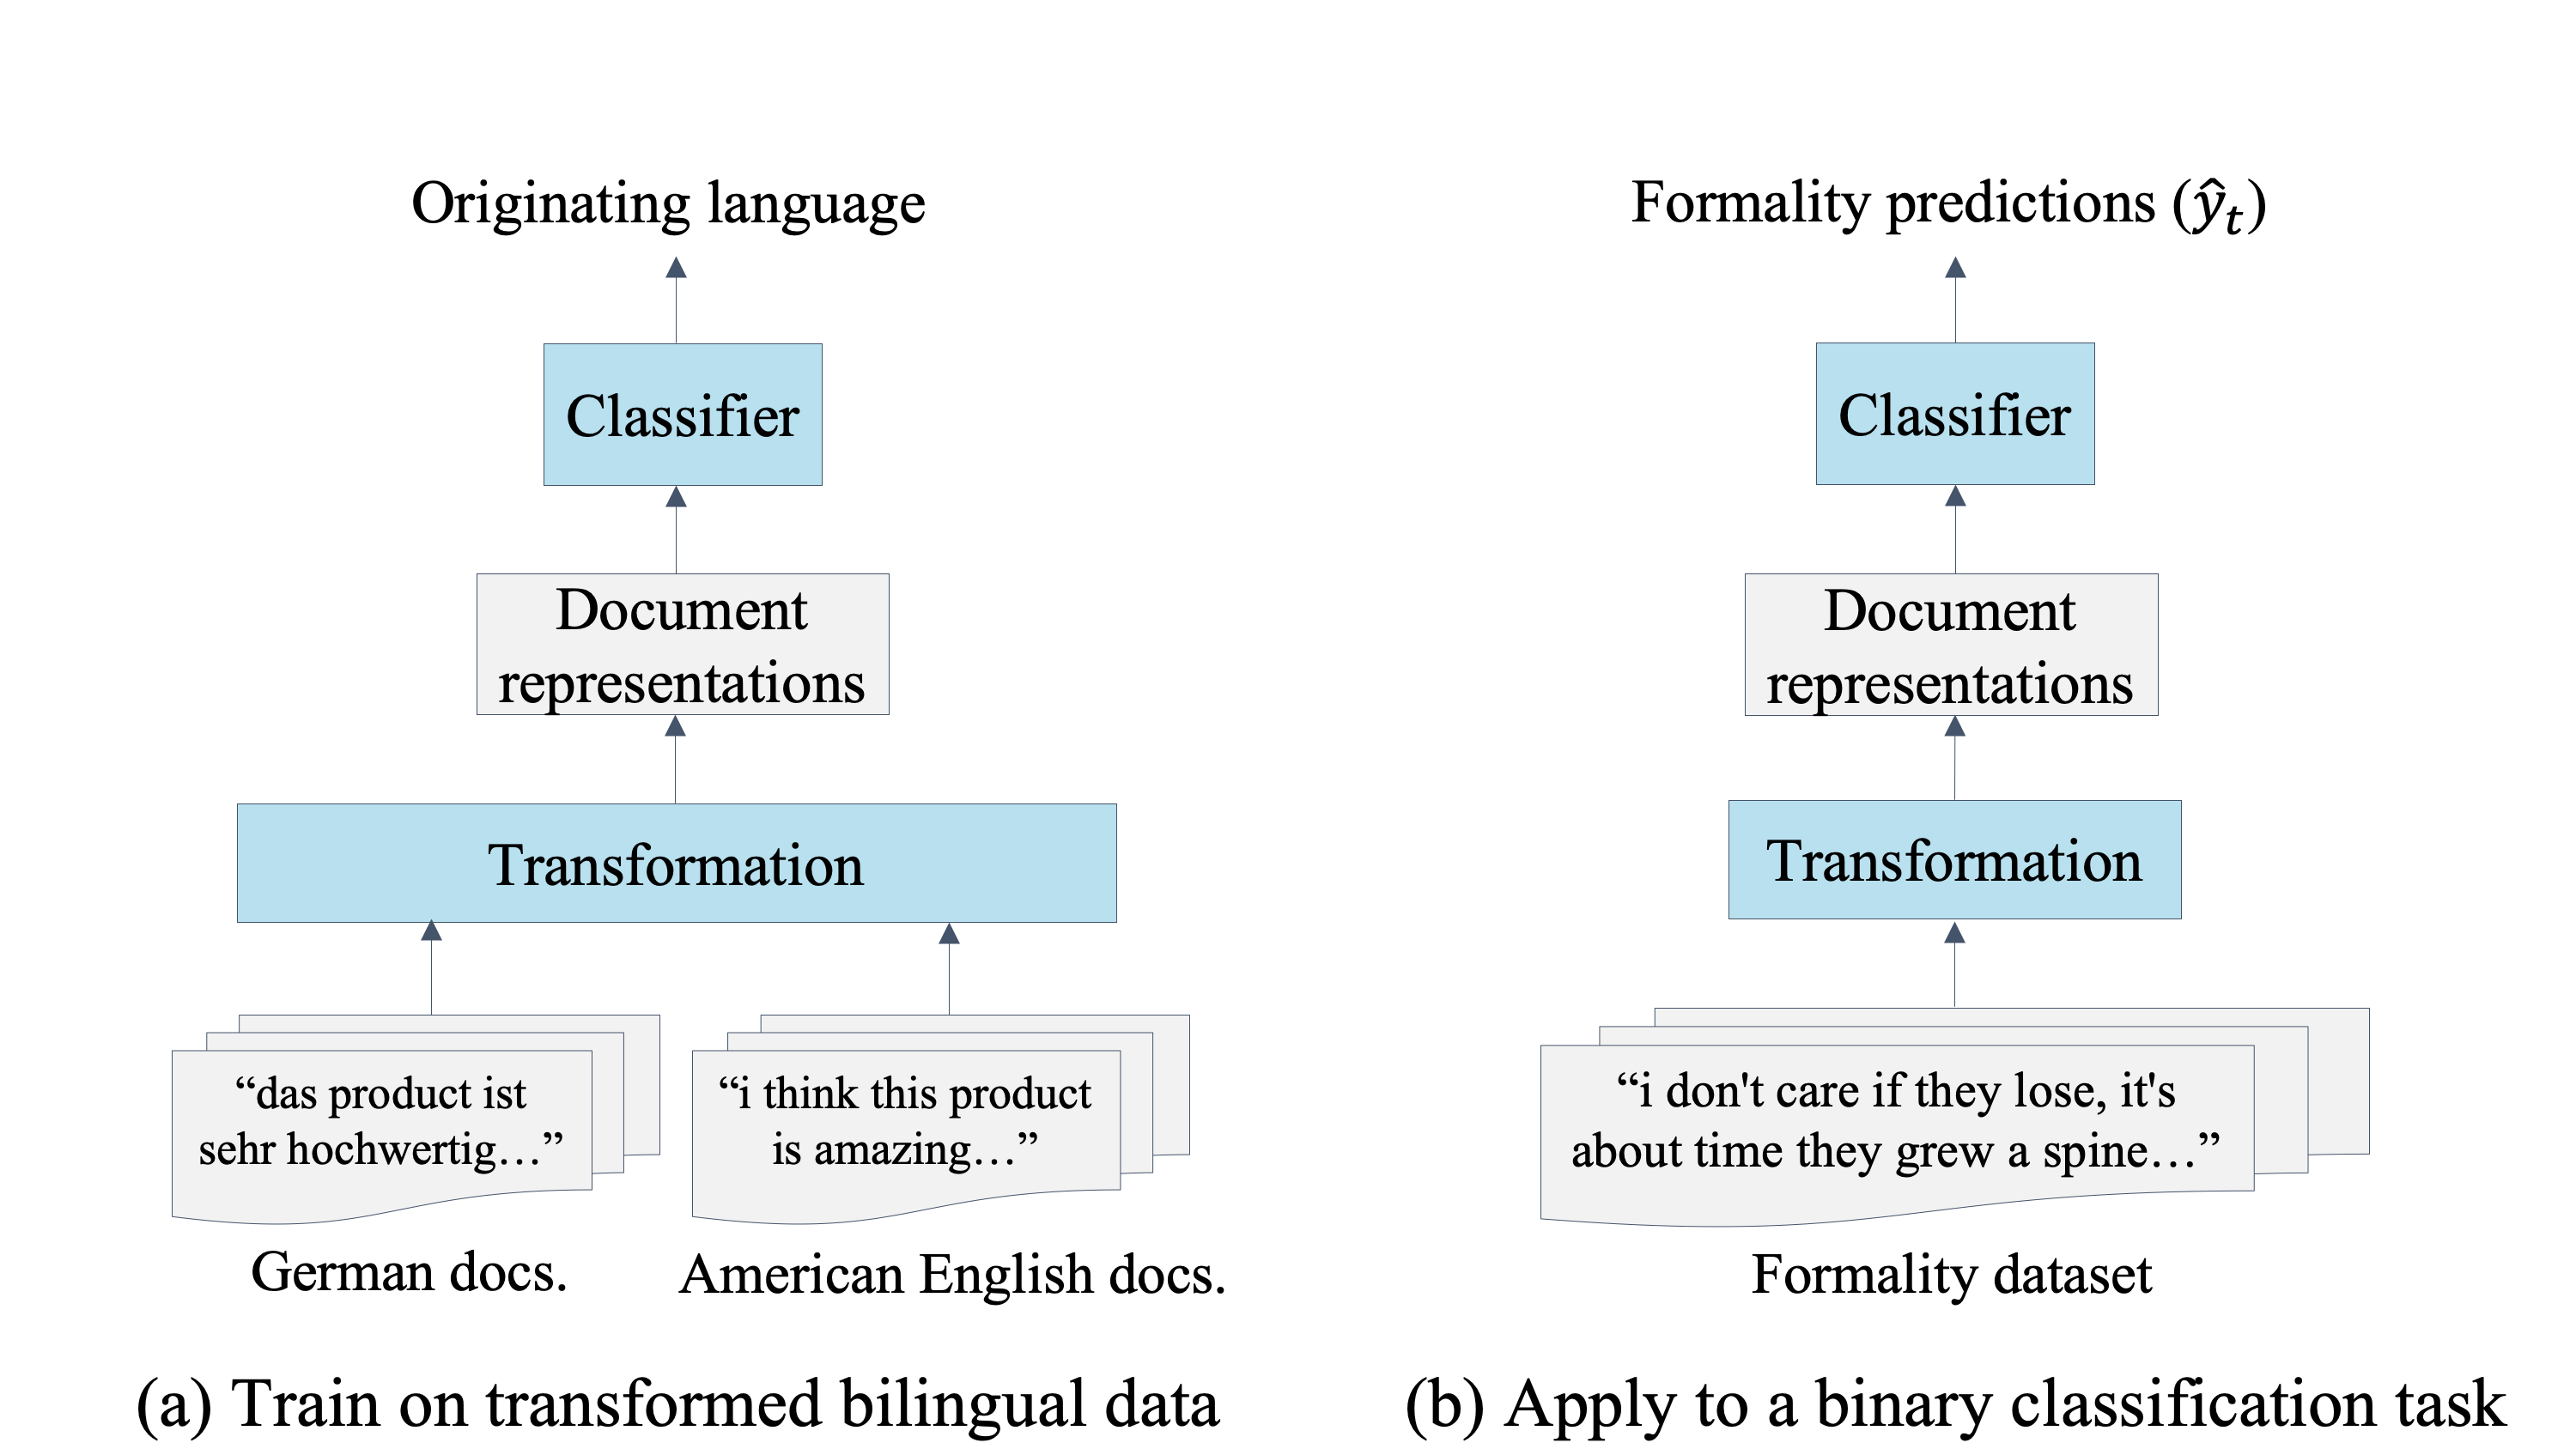 Originating language
Classifier
Document
representations
Transformation
“das product ist
sehr hochwertig…”
“i think this product
is amazing…”
German docs.
American English docs.
(a) Train on transformed bilingual data
Formality predictions (ŷₜ)
Classifier
Document
representations
Transformation
“i don't care if they lose, it's
about time they grew a spine…”
Formality dataset
(b) Apply to a binary classification task